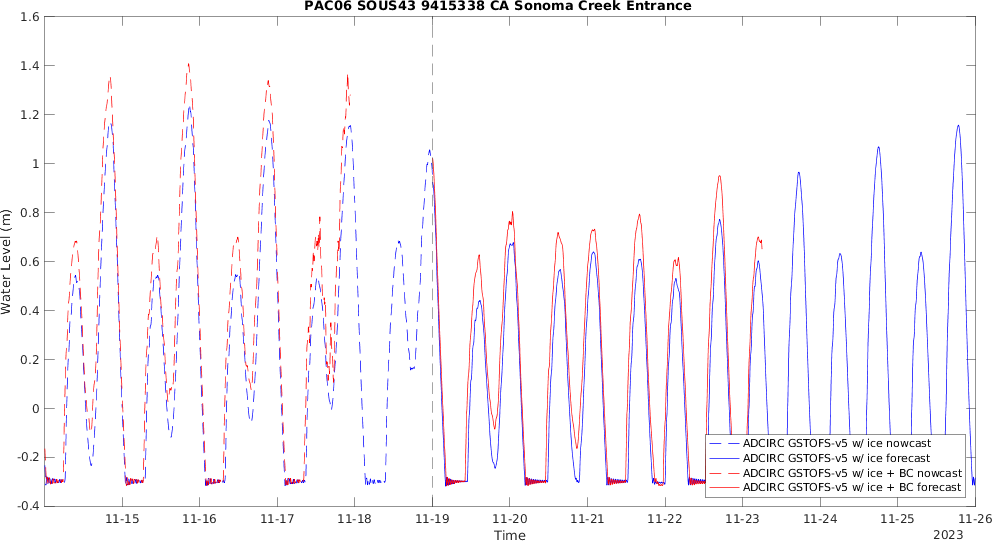 PAC06 SOUS43 9415338 CA Sonoma Creek Entrance
1.6
1.4
1.2
1
0.8
0.6
0.4
0.2
0
-0.2
-0.4
Water Level (m)
ADCIRC GSTOFS-v5 w/ ice nowcast
ADCIRC GSTOFS-v5 w/ ice forecast
ADCIRC GSTOFS-v5 w/ ice + BC nowcast
ADCIRC GSTOFS-v5 w/ ice + BC forecast
11-15 11-16 11-17 11-18 11-19 11-20 11-21 11-22 11-23 11-24 11-25 11-26
Time
2023